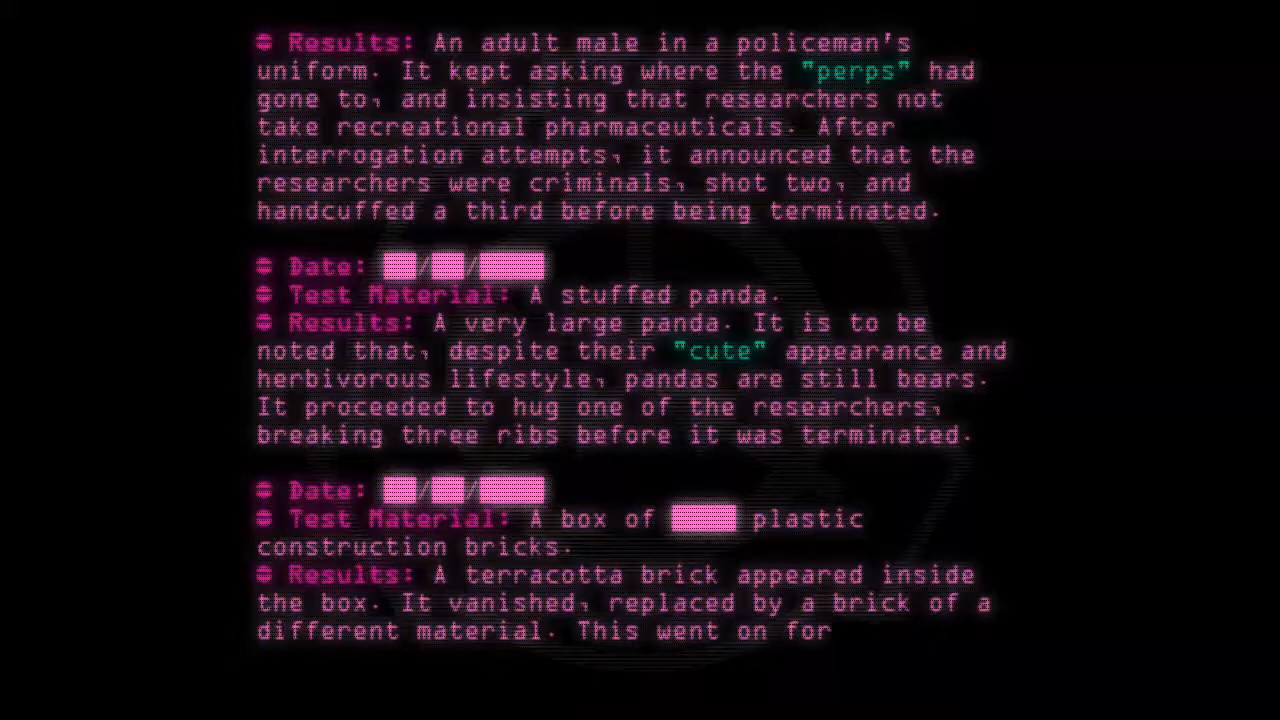 ≡ Results: An adult male in a policeman's
uniform. It kept asking where the "perps" had
gone to, and insisting that researchers not
take recreational pharmaceuticals. After
interrogation attempts, it announced that the
researchers were criminals, shot two, and
handcuffed a third before being terminated.
≡ Date: ██/██/████
≡ Test Material: A stuffed panda.
≡ Results: A very large panda. It is to be
noted that, despite their "cute" appearance and
herbivorous lifestyle, pandas are still bears.
It proceeded to hug one of the researchers,
breaking three ribs before it was terminated.
≡ Date: ██/██/████
≡ Test Material: A box of ████ plastic
construction bricks.
≡ Results: A terracotta brick appeared inside
the box. It vanished, replaced by a brick of a
different material. This went on for